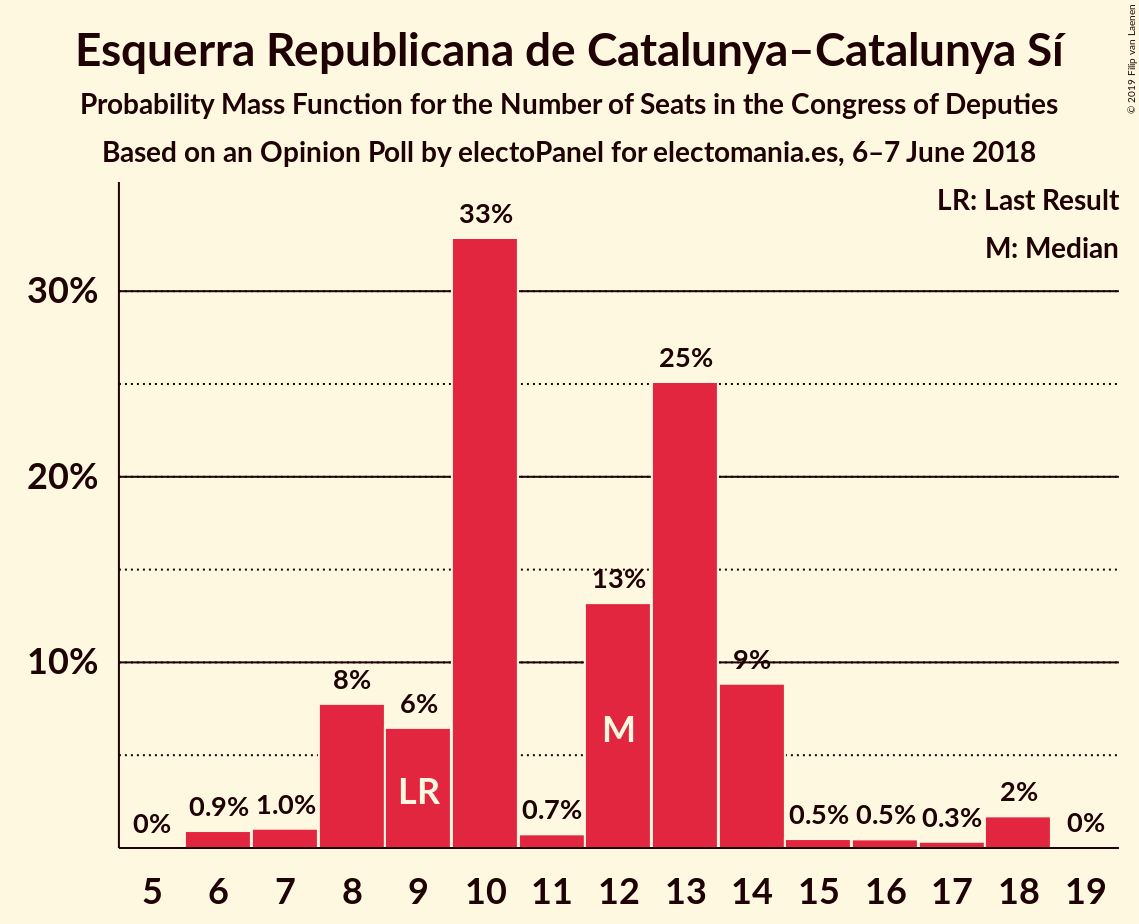 Esquerra Republicana de Catalunya–Catalunya Sí
Probability Mass Function for the Number of Seats in the Congress of Deputies
Based on an Opinion Poll by electoPanel for electomania.es, 6–7 June 2018
© 2019 Filip van Laenen
LR: Last Result
M: Median
30%
20%
10%
0%
0.9%
1.0%
8%
6%
33%
0.7%
13%
25%
9%
0.5%
0.5%
0.3%
2%
0%
LR
M
5 6 7 8 9 10 11 12 13 14 15 16 17 18 19